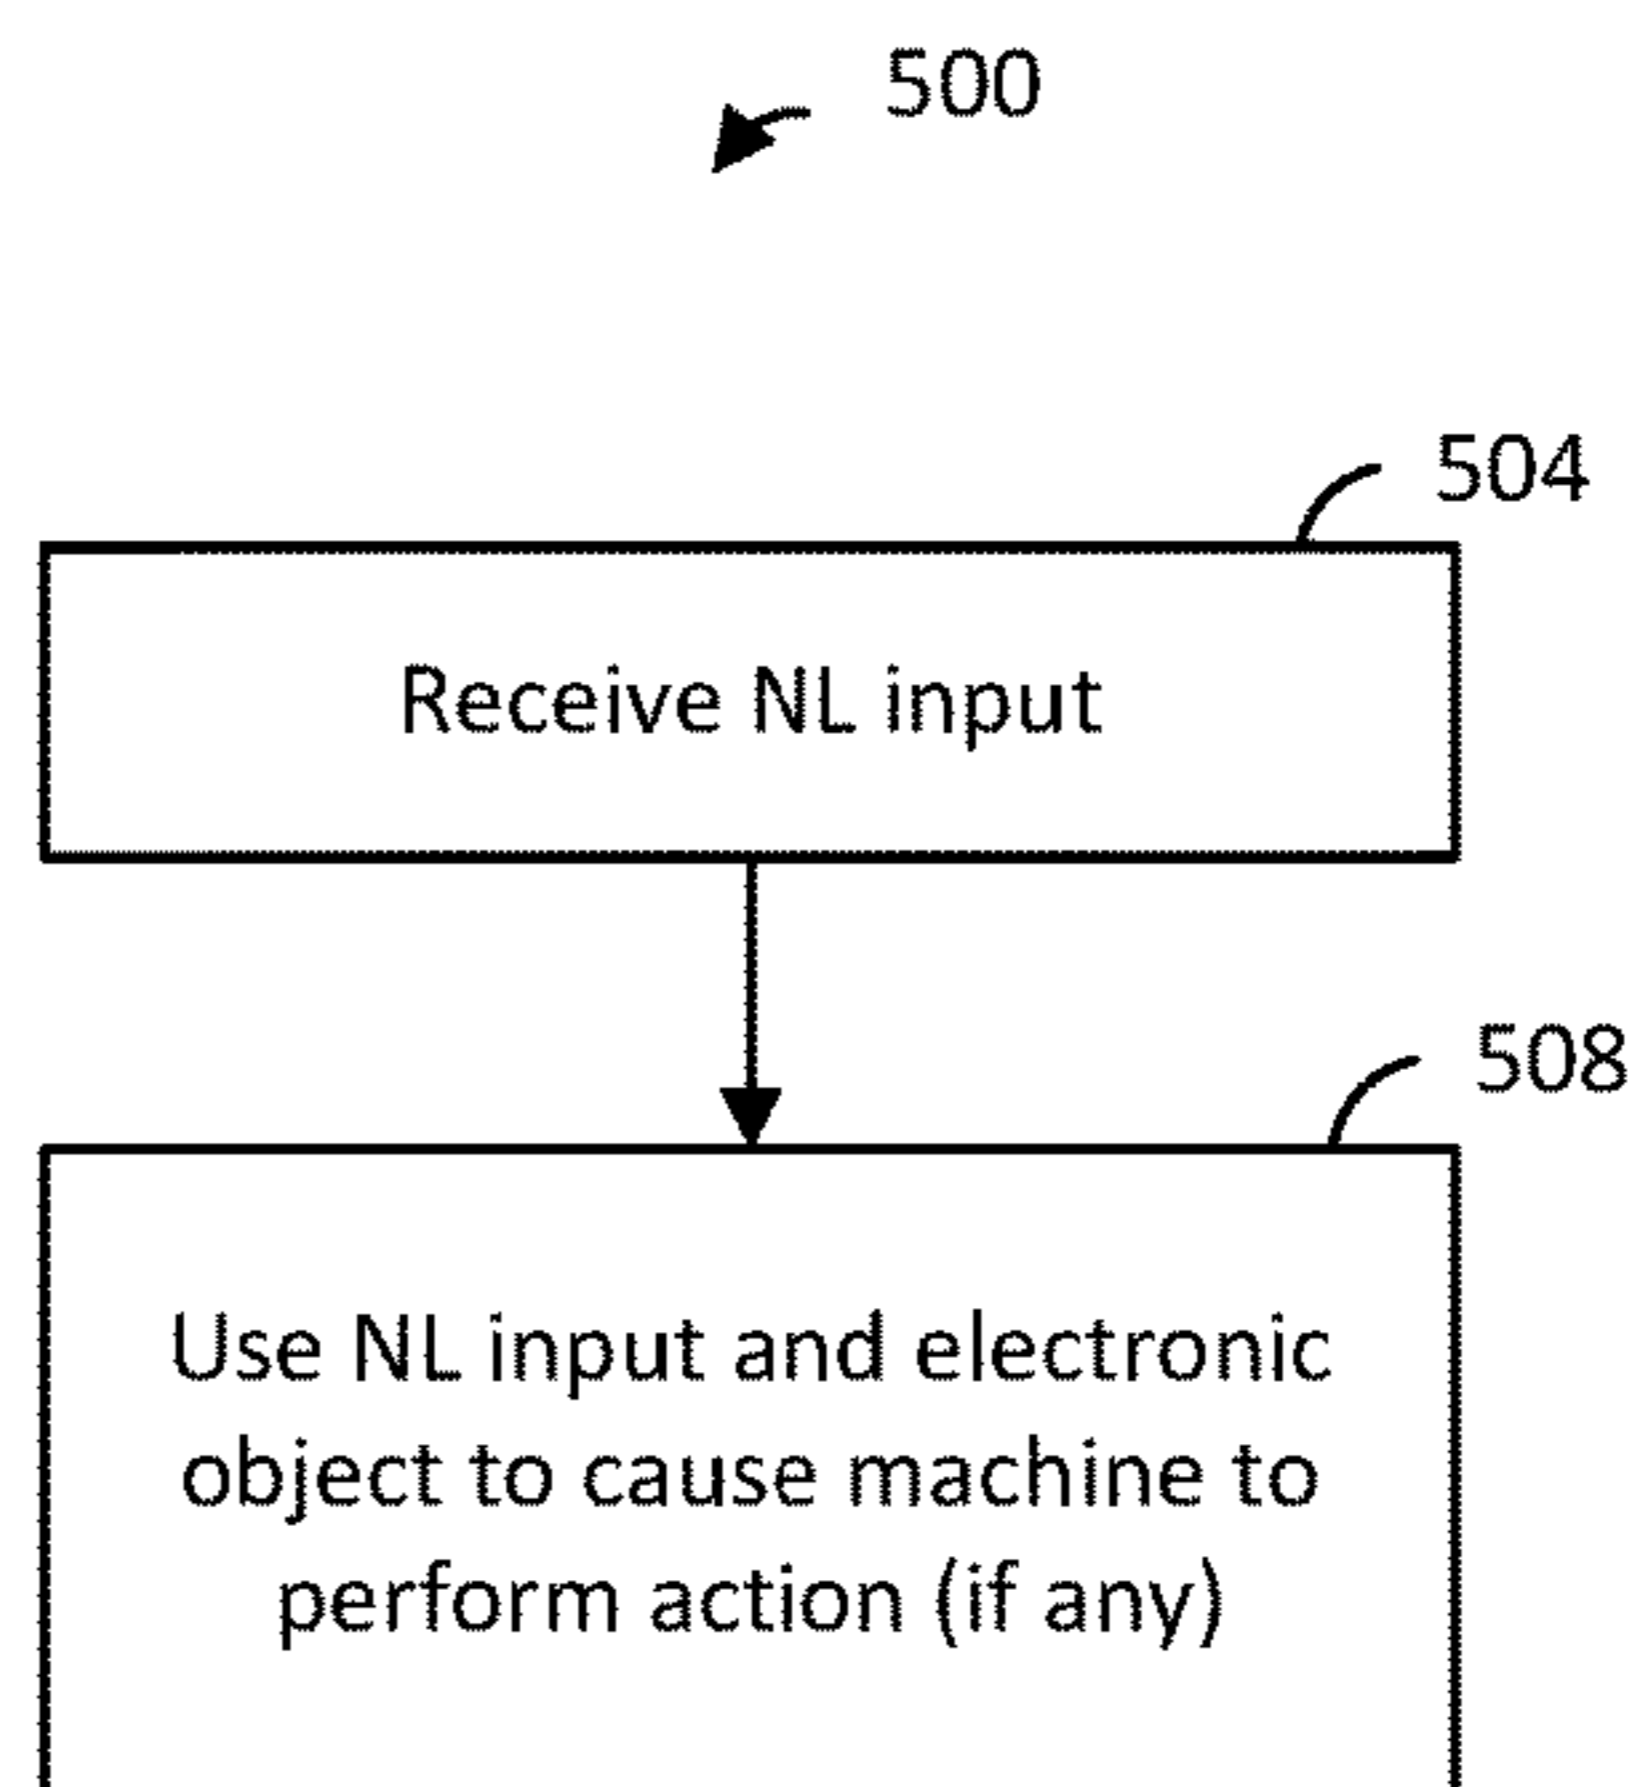 500
504
Receive NL input
508
Use NL input and electronic
object to cause machine to
perform action (if any)